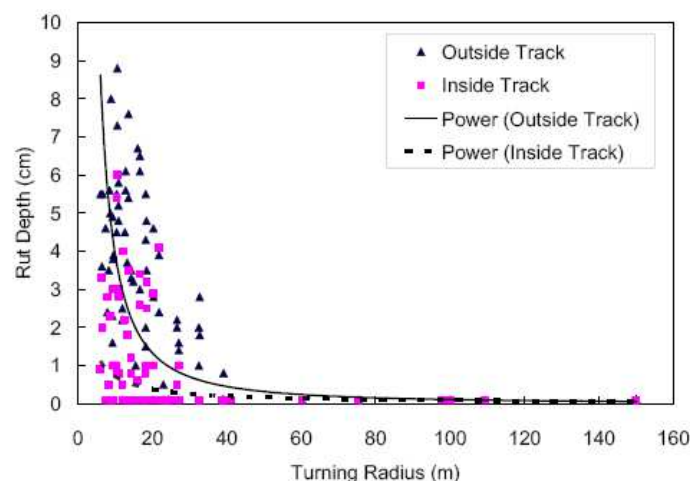 10
9
8
7
6
5
4
3
2
1
0
Rut Depth (cm)
Outside Track
Inside Track
Power (Outside Track)
Power (Inside Track)
0 20 40 60 80 100 120 140 160
Turning Radius (m)